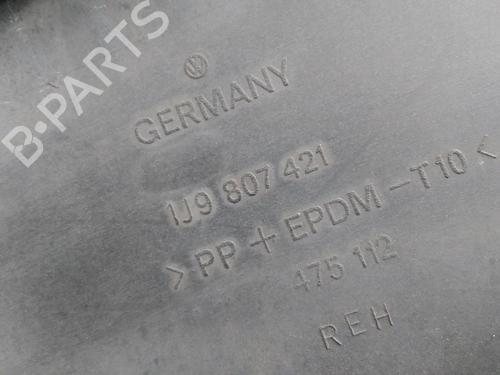 B-PARTS
GERMANY
1J9 807 421
> PP + EPDM - T10 <
475 112
REH